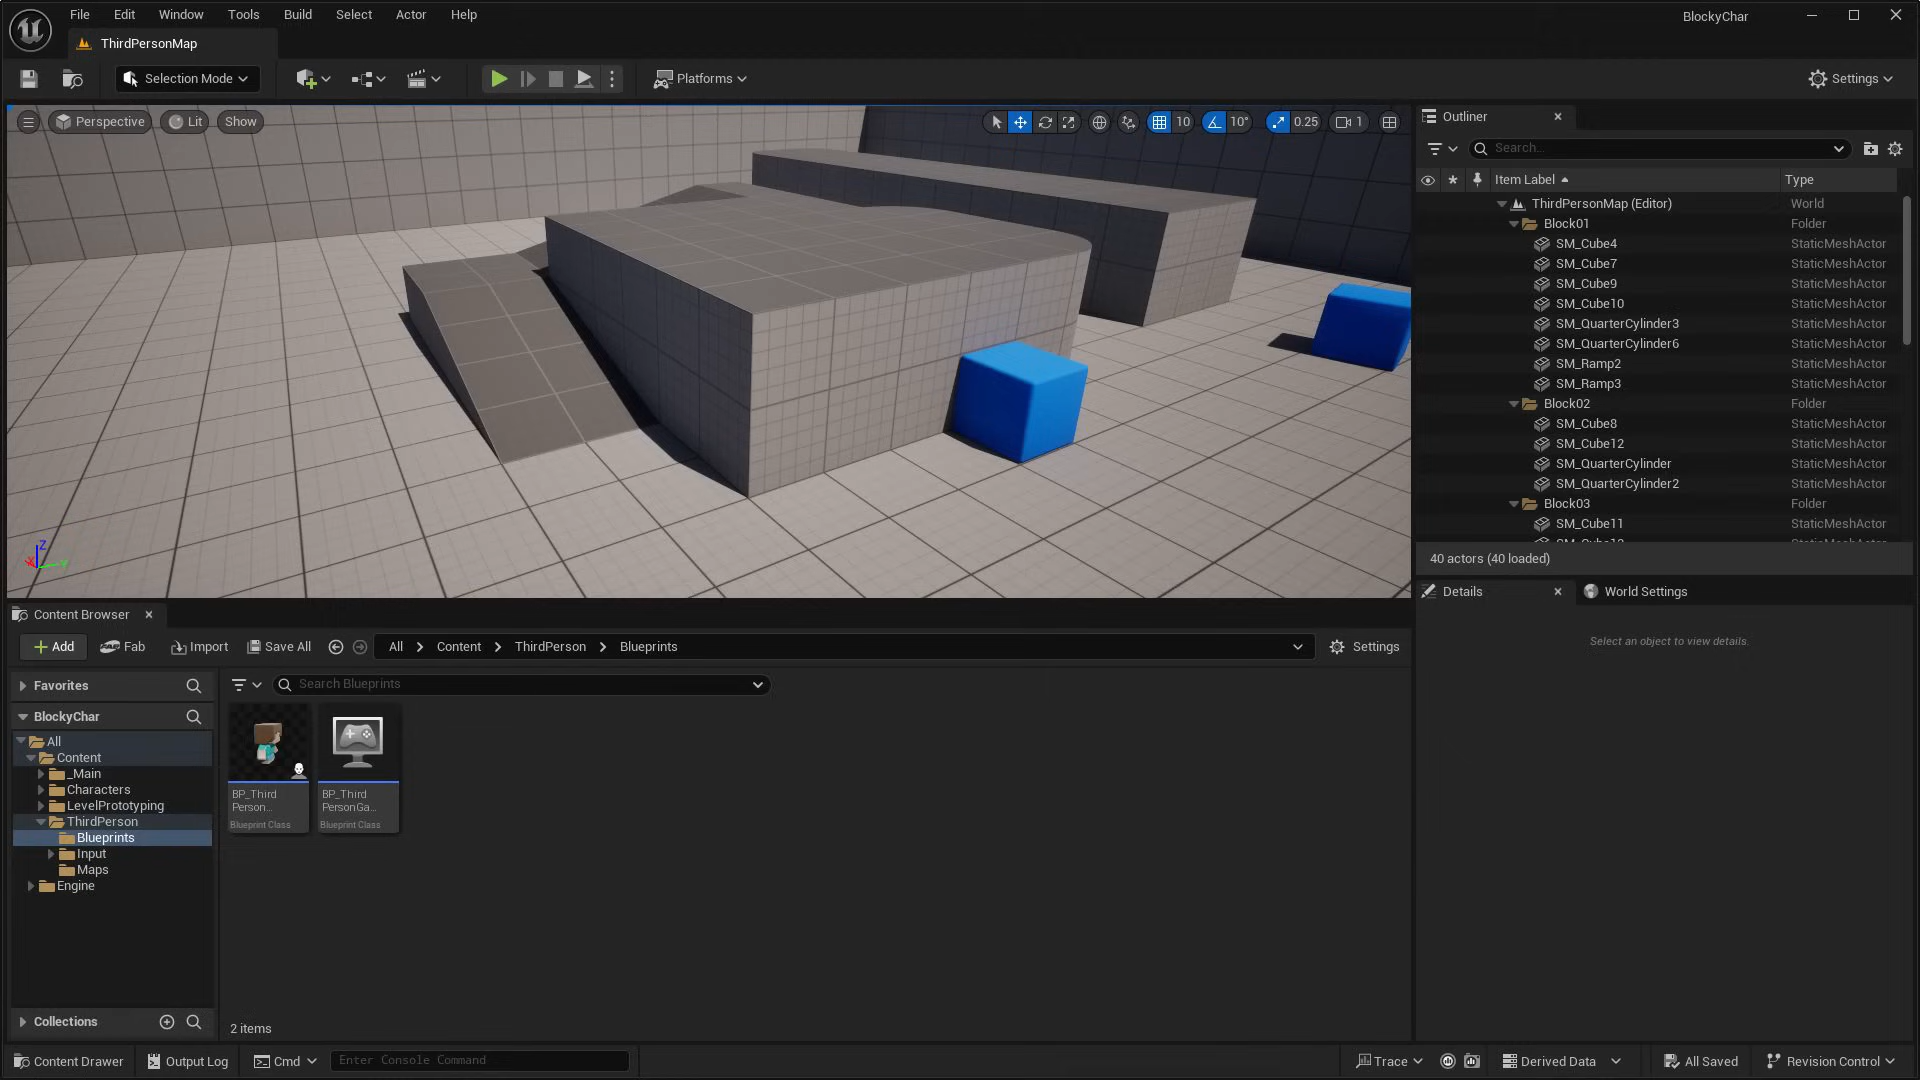 File Edit Window Tools Build Select Actor Help
BlockyChar
ThirdPersonMap
Selection Mode
Platforms
Settings
Perspective Lit Show
10 10° 0.25 1
Z
X
Y
Outliner
Search...
Item Label Type
ThirdPersonMap (Editor) World
Block01 Folder
SM_Cube4 StaticMeshActor
SM_Cube7 StaticMeshActor
SM_Cube9 StaticMeshActor
SM_Cube10 StaticMeshActor
SM_QuarterCylinder3 StaticMeshActor
SM_QuarterCylinder6 StaticMeshActor
SM_Ramp2 StaticMeshActor
SM_Ramp3 StaticMeshActor
Block02 Folder
SM_Cube8 StaticMeshActor
SM_Cube12 StaticMeshActor
SM_QuarterCylinder StaticMeshActor
SM_QuarterCylinder2 StaticMeshActor
Block03 Folder
SM_Cube11 StaticMeshActor
40 actors (40 loaded)
Details World Settings
Select an object to view details.
Content Browser
Add Fab Import Save All All Content ThirdPerson Blueprints Settings
Favorites
Search Blueprints
BlockyChar
All
Content
_Main
Characters
LevelPrototyping
ThirdPerson
Blueprints
Input
Maps
Engine
Collections
BP_Third
Person...
Blueprint Class
BP_Third
PersonGa...
Blueprint Class
2 items
Content Drawer Output Log Cmd Enter Console Command Trace Derived Data All Saved Revision Control